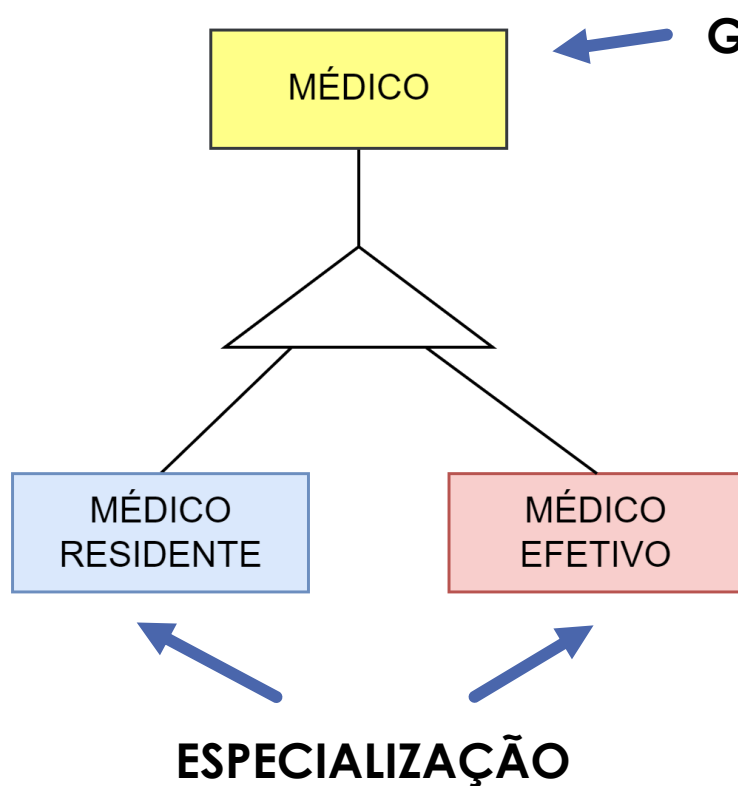 G
MÉDICO
MÉDICO
RESIDENTE
MÉDICO
EFETIVO
ESPECIALIZAÇÃO